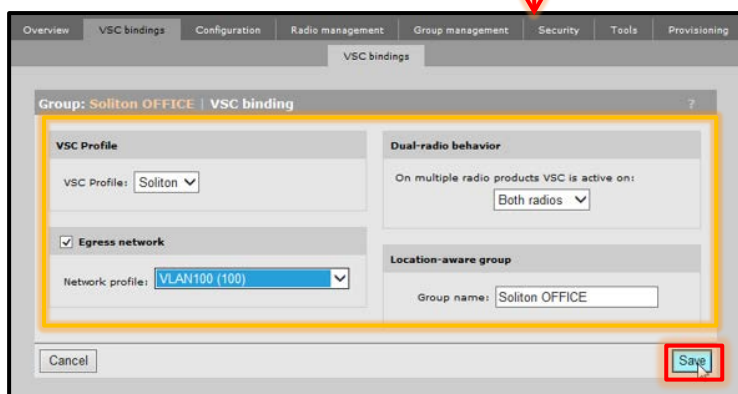 Overview VSC bindings Configuration Radio management Group management Security Tools Provisioning
VSC bindings
Group: Soliton OFFICE | VSC binding ?
VSC Profile
VSC Profile: Soliton
Egress network
Network profile: VLAN100 (100)
Dual-radio behavior
On multiple radio products VSC is active on:
Both radios
Location-aware group
Group name: Soliton OFFICE
Cancel Save